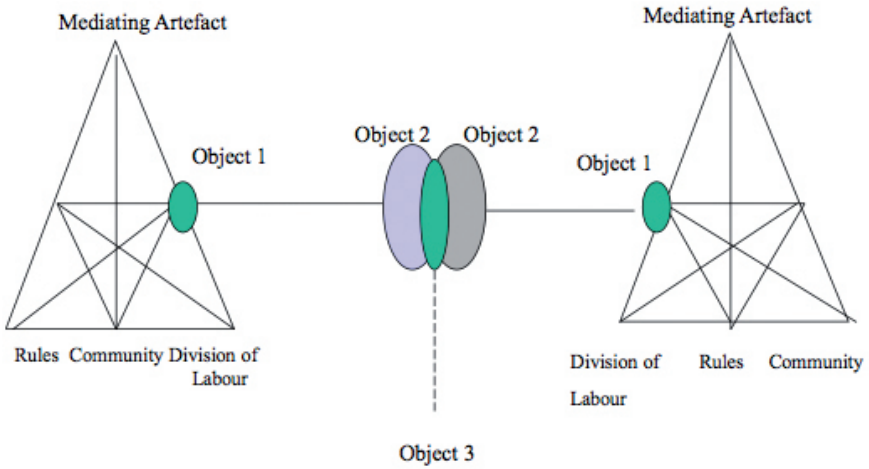 Mediating Artefact
Mediating Artefact
Object 1
Object 2
Object 2
Object 1
Rules Community Division of
Labour
Division of
Labour
Rules
Community
Object 3